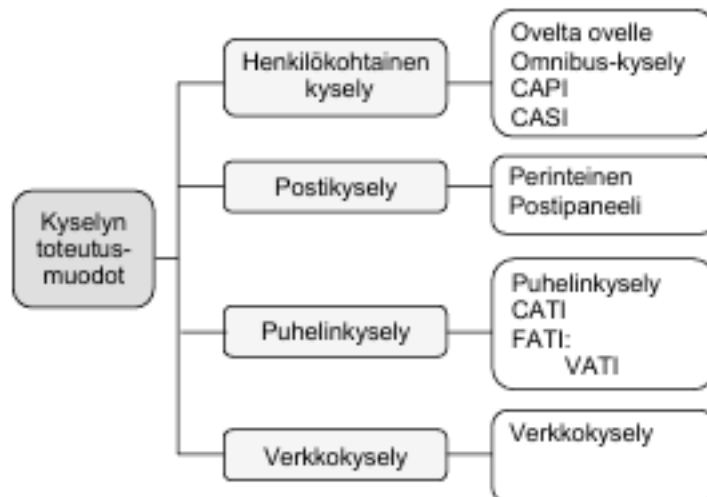 Kyselyn
toteutus-
muodot
Henkilökohtainen
kysely
Ovelta ovelle
Omnibus-kysely
CAPI
CASI
Postikysely
Perinteinen
Postipaneeli
Puhelinkysely
Puhelinkysely
CATI
FATI:
VATI
Verkkokysely
Verkkokysely